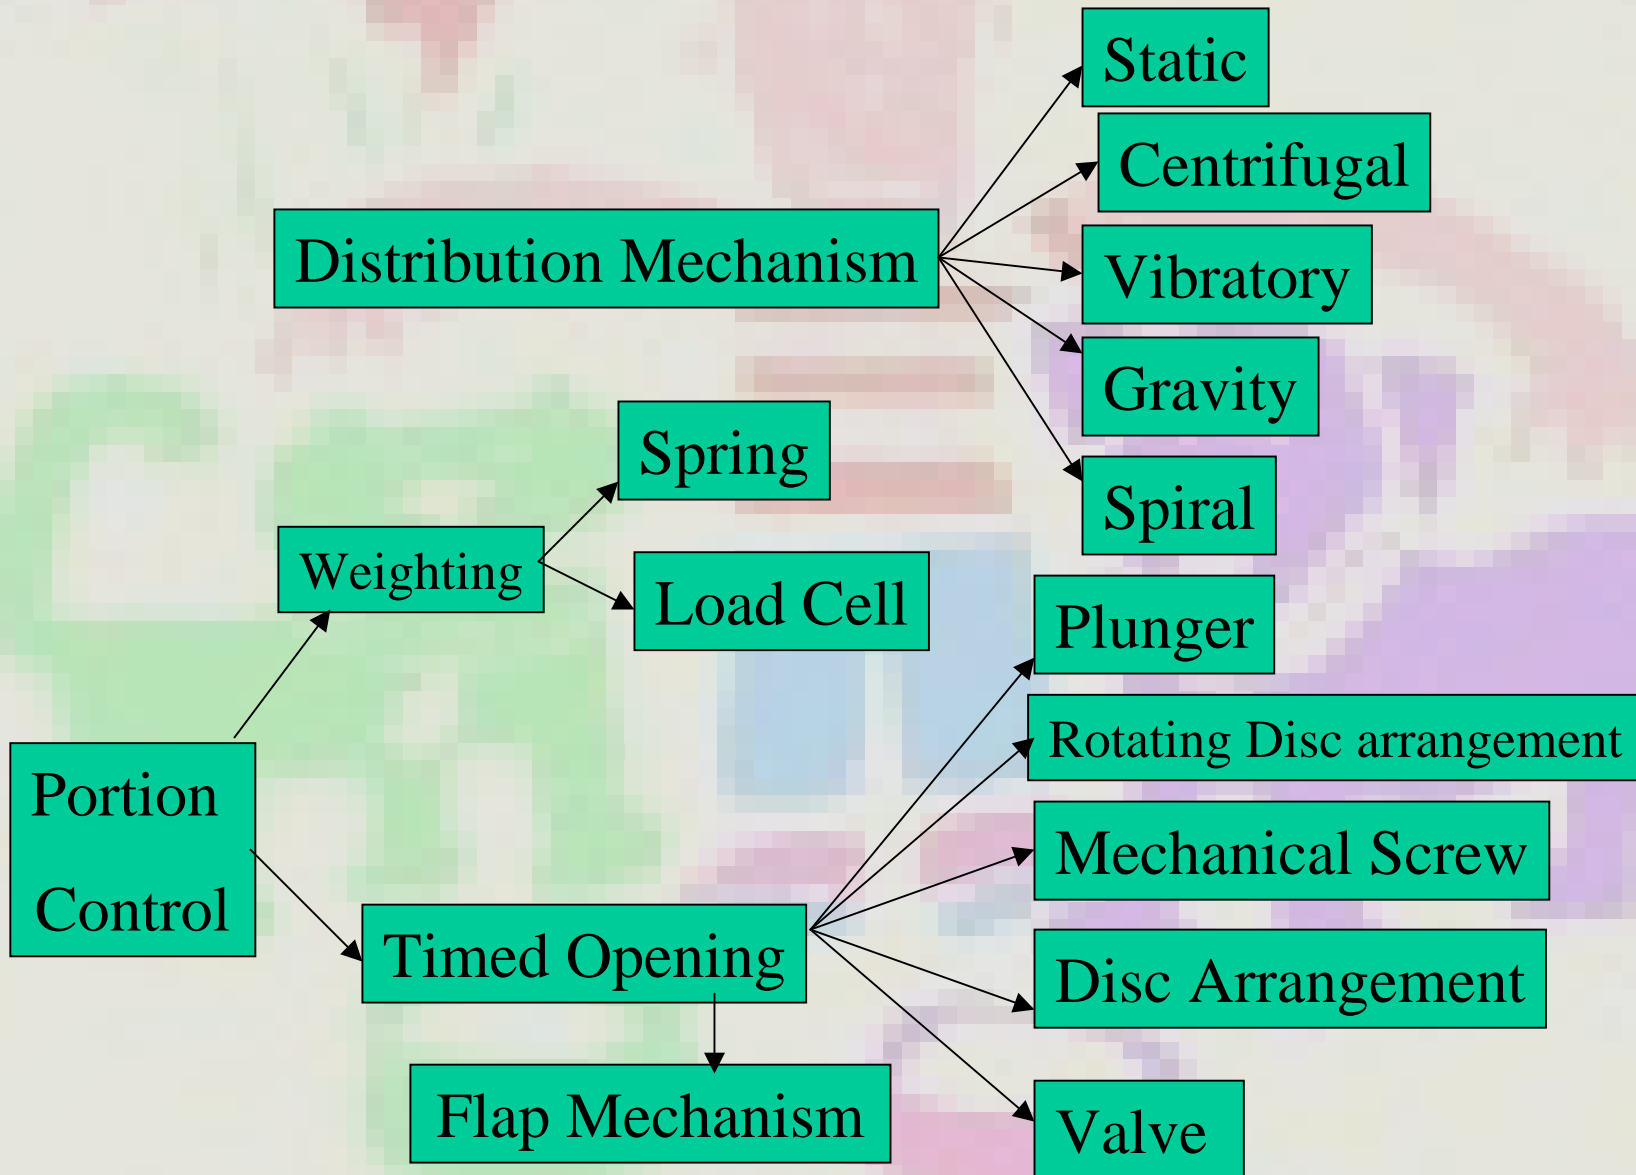 Static
Centrifugal
Distribution Mechanism
Vibratory
Gravity
Spiral
Spring
Weighting
Load Cell
Portion
Control
Plunger
Rotating Disc arrangement
Mechanical Screw
Timed Opening
Disc Arrangement
Flap Mechanism
Valve